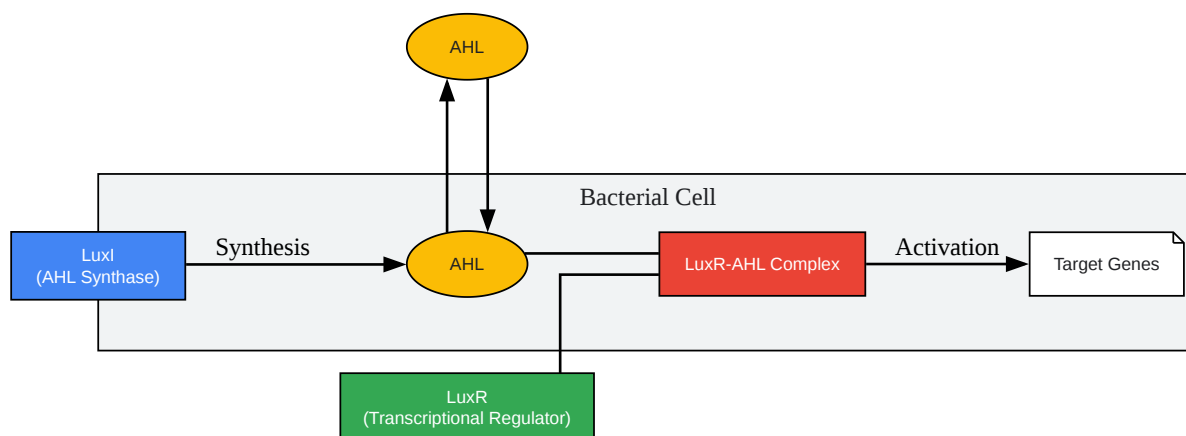 AHL
Bacterial Cell
LuxI
(AHL Synthase)
Synthesis
AHL
LuxR-AHL Complex
Activation
Target Genes
LuxR
(Transcriptional Regulator)